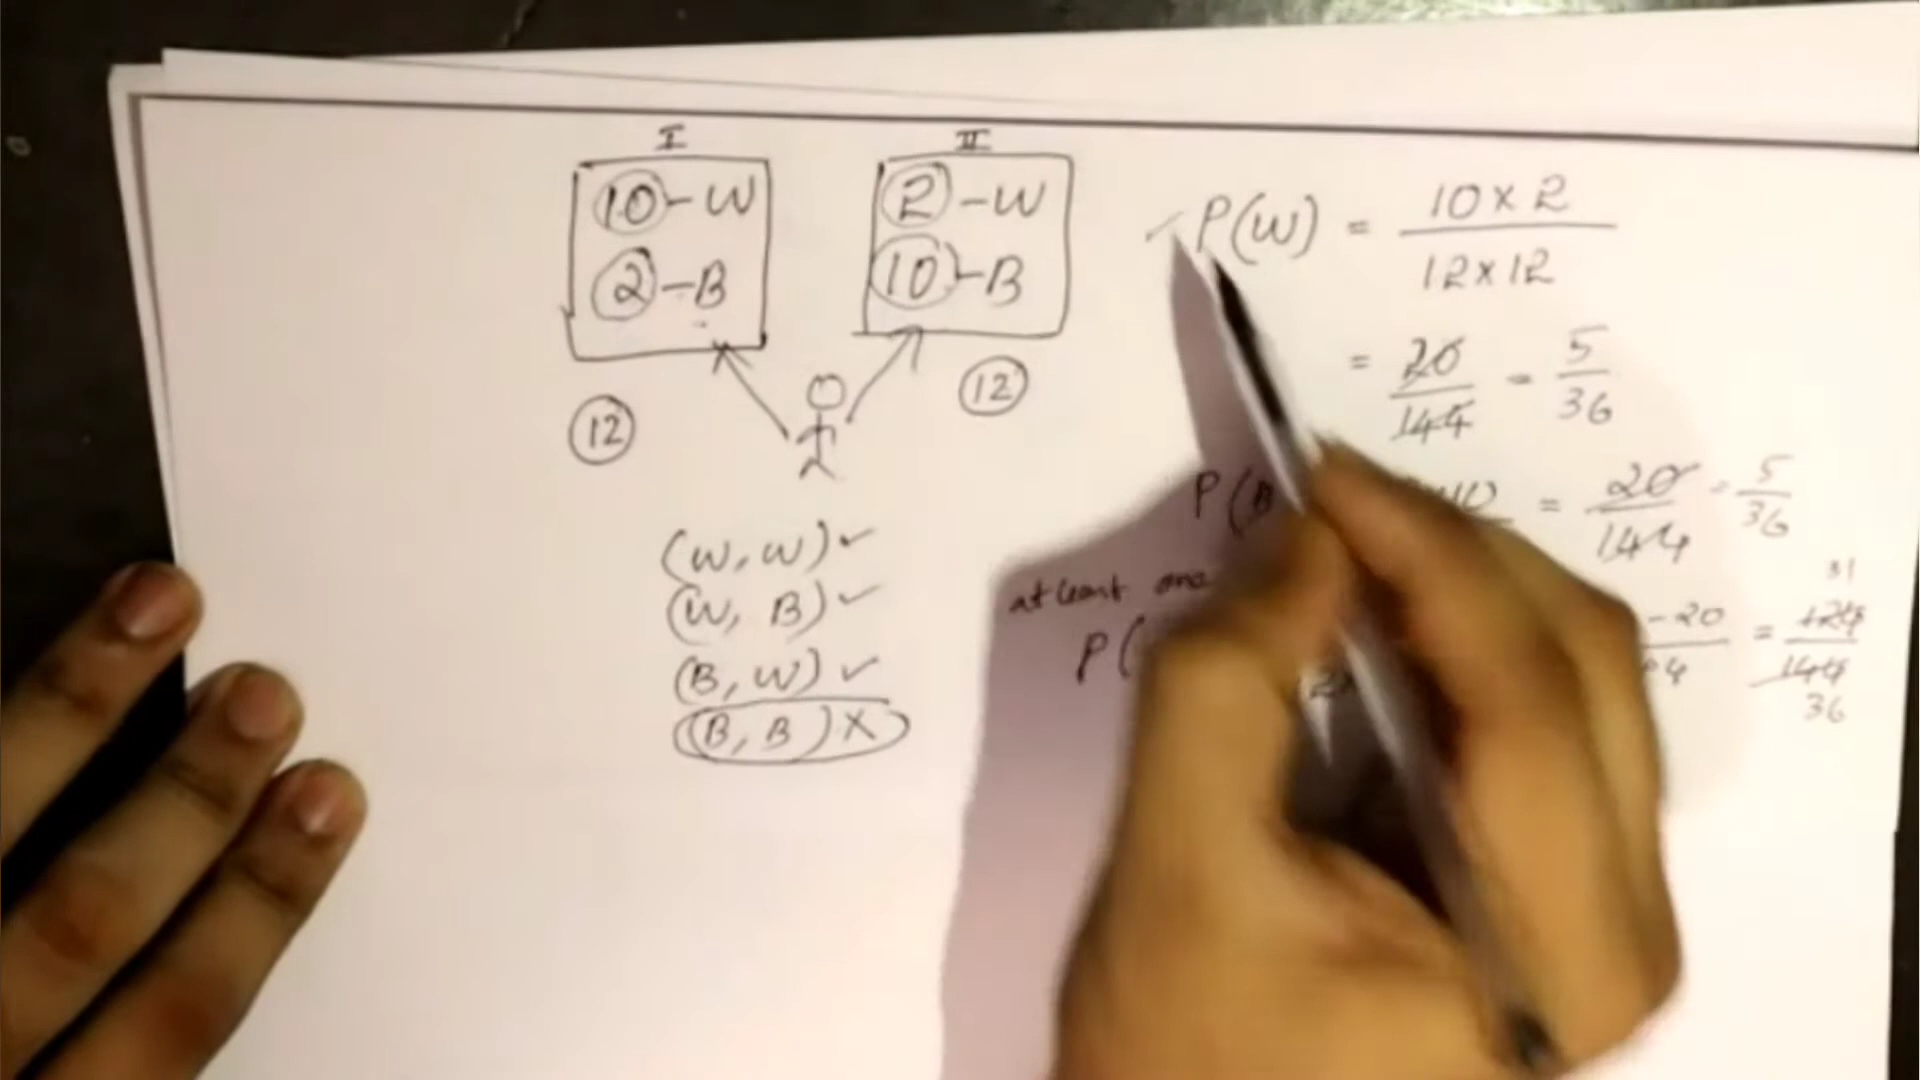 I
10-W
2-B
12
II
2-W
10-B
12
(W, W) ✓
(W, B) ✓
(B, W) ✓
(B, B) X
P(W) = 10 x 2
12 x 12
= 20 - 5
144 36
P(B = 20 = 5
144 36
at least one
P( - 20 = 124
144
31
36